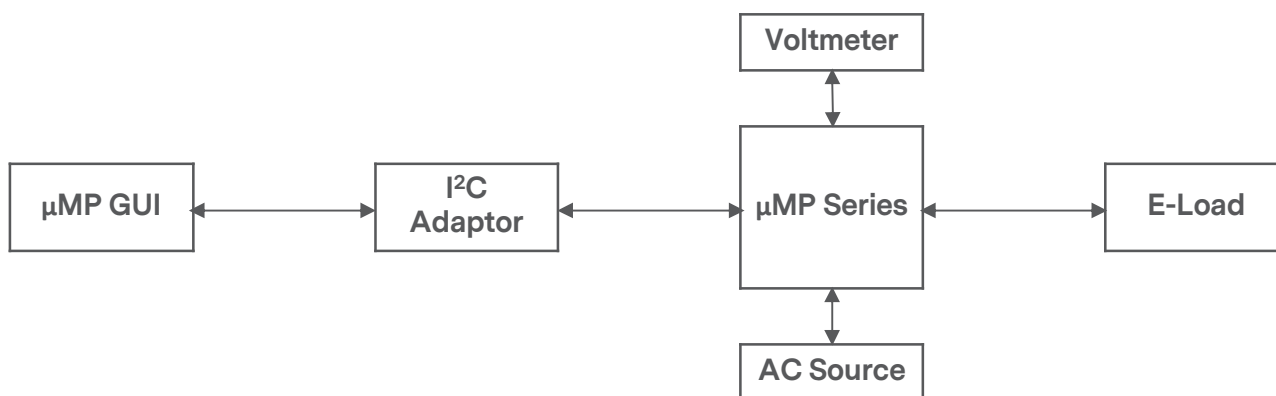 Voltmeter
μMP GUI
I²C
Adaptor
μMP Series
E-Load
AC Source